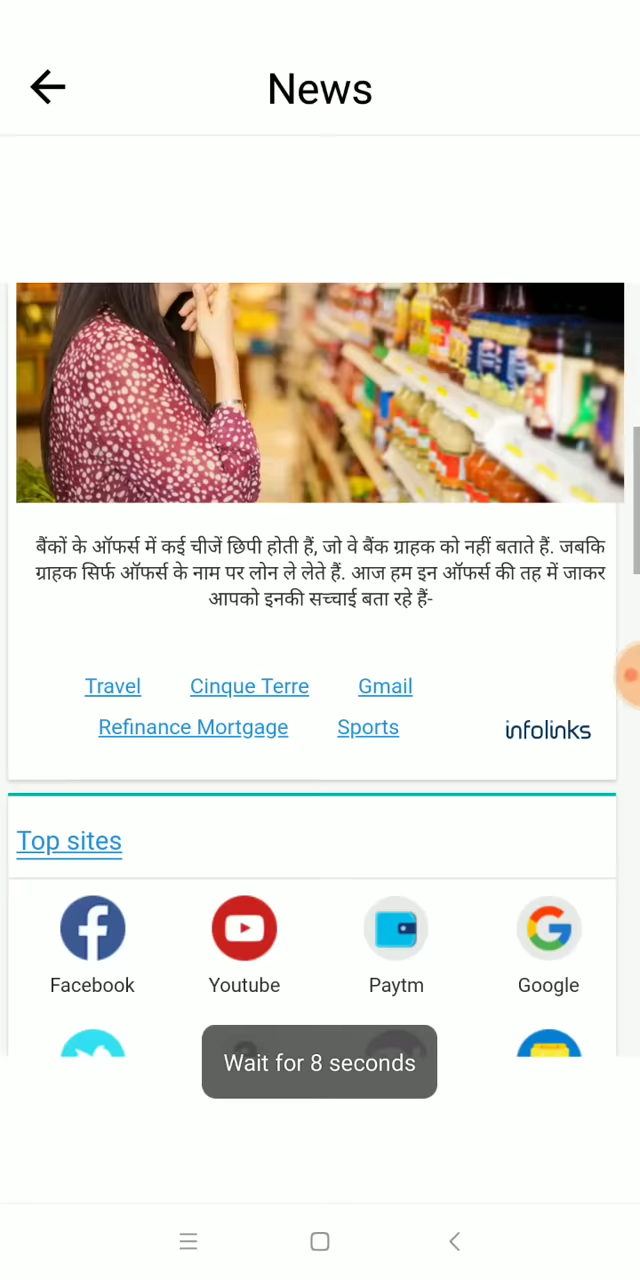 News
बैंकों के ऑफर्स में कई चीजें छिपी होती हैं, जो वे बैंक ग्राहक को नहीं बताते हैं. जबकि
ग्राहक सिर्फ ऑफर्स के नाम पर लोन ले लेते हैं. आज हम इन ऑफर्स की तह में जाकर
आपको इनकी सच्चाई बता रहे हैं-
Travel Cinque Terre Gmail
Refinance Mortgage Sports infolinks
Top sites
Facebook Youtube Paytm Google
Wait for 8 seconds